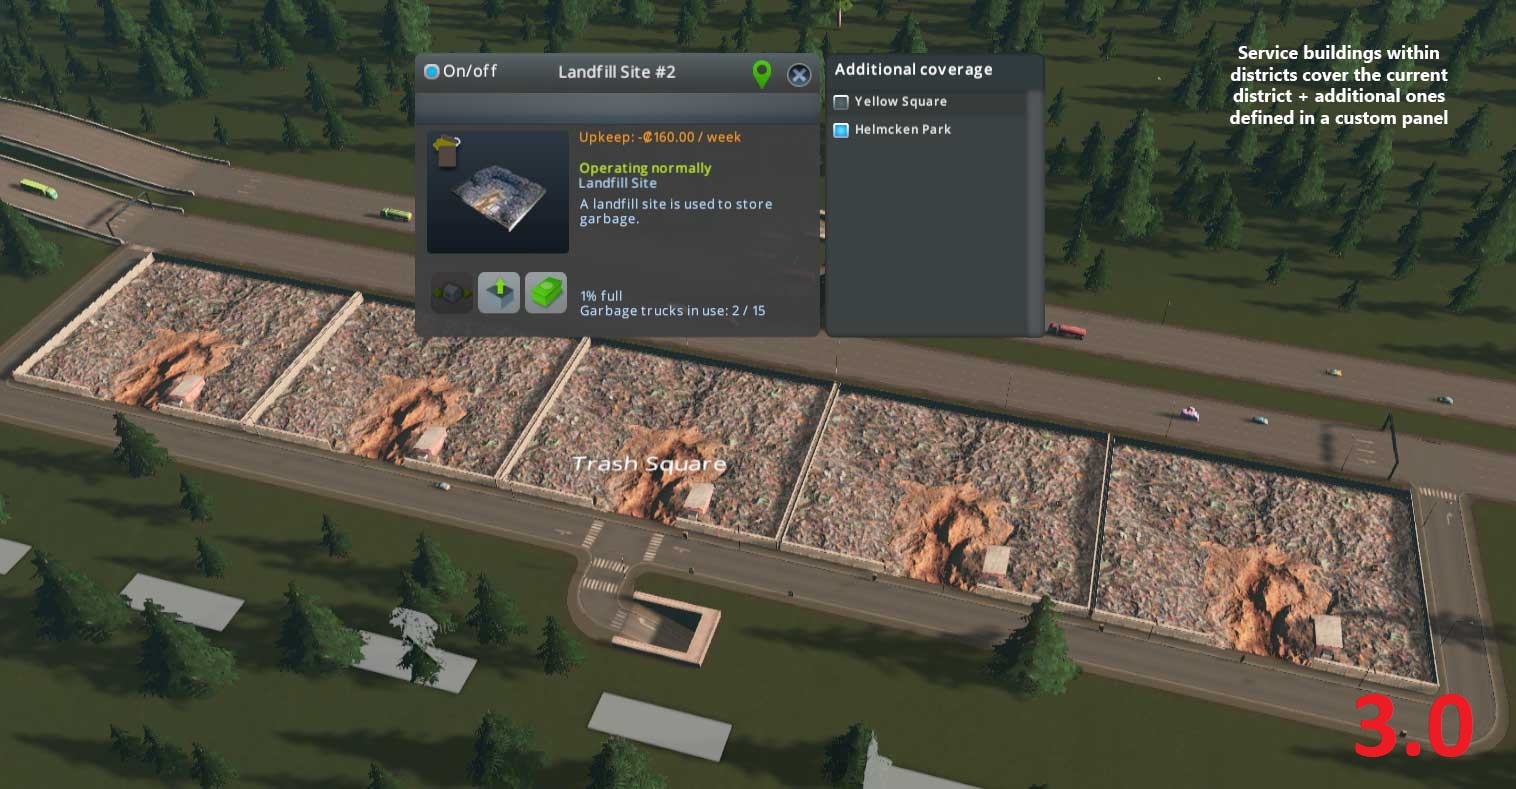 On/off
Landfill Site #2
Additional coverage
Yellow Square
Helmcken Park
Upkeep: -₡160.00 / week
Operating normally
Landfill Site
A landfill site is used to store
garbage.
1% full
Garbage trucks in use: 2 / 15
Service buildings within
districts cover the current
district + additional ones
defined in a custom panel
Trash Square
3.0